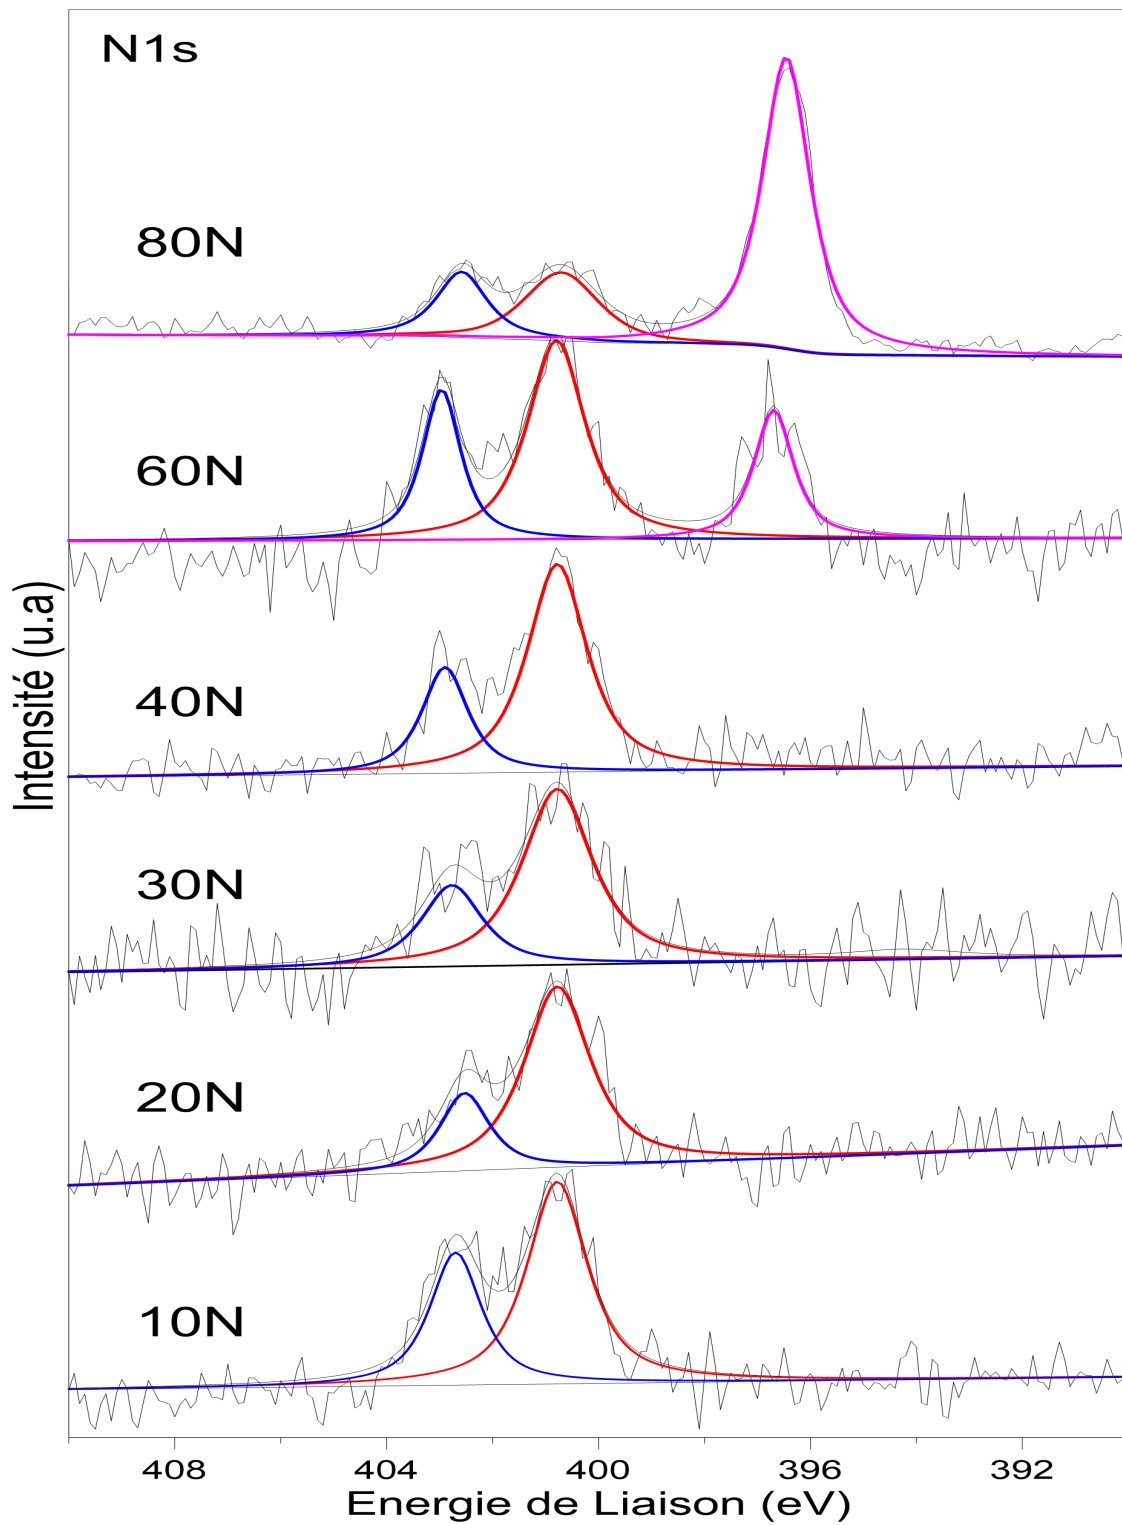 N1s
80N
60N
40N
30N
20N
10N
Intensité (u.a)
408 404 400 396 392
Energie de Liaison (eV)